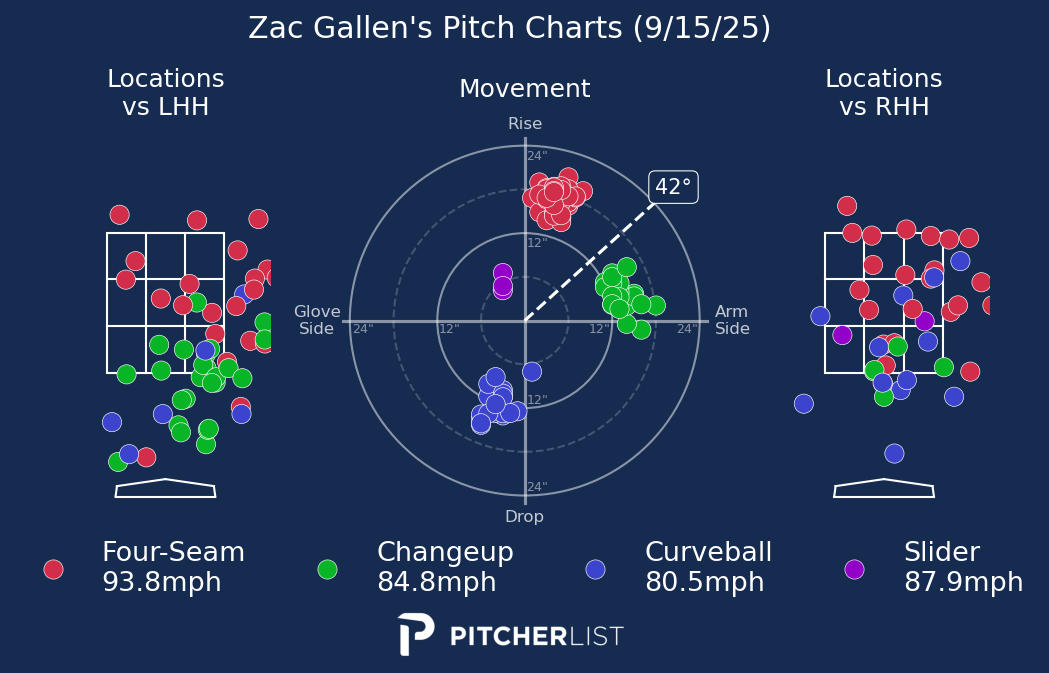 Zac Gallen's Pitch Charts (9/15/25)
Locations
vs LHH
Movement
Locations
vs RHH
Rise
24"
42°
12"
Glove
Side
24"
12"
12"
24"
Arm
Side
12"
24"
Drop
Four-Seam
93.8mph
Changeup
84.8mph
Curveball
80.5mph
Slider
87.9mph
PITCHERLIST